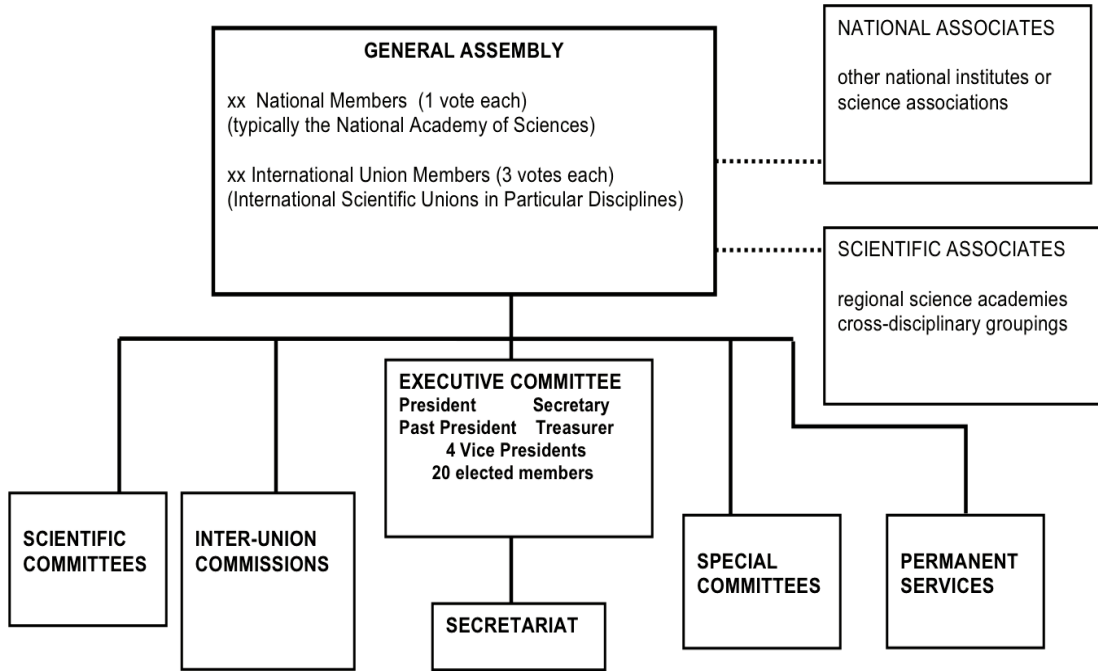 GENERAL ASSEMBLY
xx National Members (1 vote each)
(typically the National Academy of Sciences)
xx International Union Members (3 votes each)
(International Scientific Unions in Particular Disciplines)
NATIONAL ASSOCIATES
other national institutes or
science associations
SCIENTIFIC ASSOCIATES
regional science academies
cross-disciplinary groupings
EXECUTIVE COMMITTEE
President Secretary
Past President Treasurer
4 Vice Presidents
20 elected members
SCIENTIFIC
COMMITTEES
INTER-UNION
COMMISSIONS
SECRETARIAT
SPECIAL
COMMITTEES
PERMANENT
SERVICES